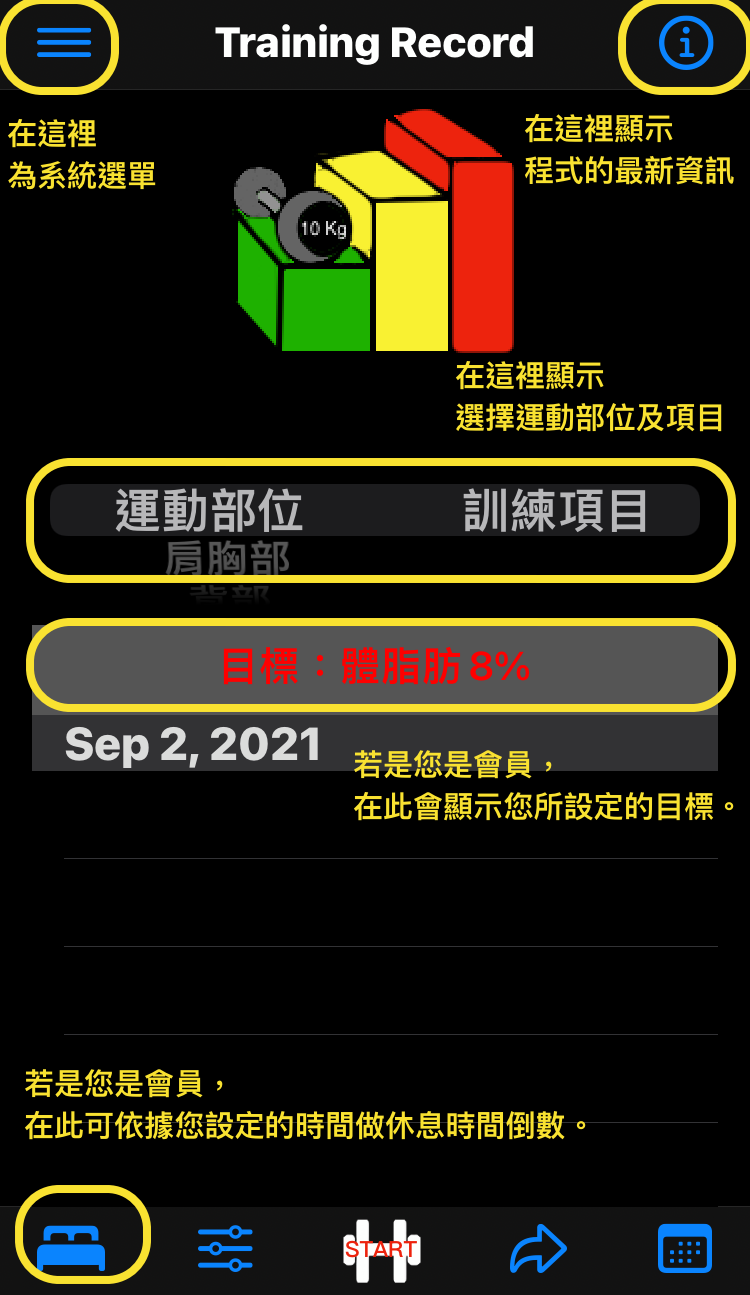 Training Record
在這裡
為系統選單
在這裡顯示
程式的最新資訊
10 Kg
在這裡顯示
選擇運動部位及項目
運動部位 訓練項目
肩胸部
背部
目標：體脂肪 8%
Sep 2, 2021
若是您是會員，
在此會顯示您所設定的目標。
若是您是會員，
在此可依據您設定的時間做休息時間倒數。
START